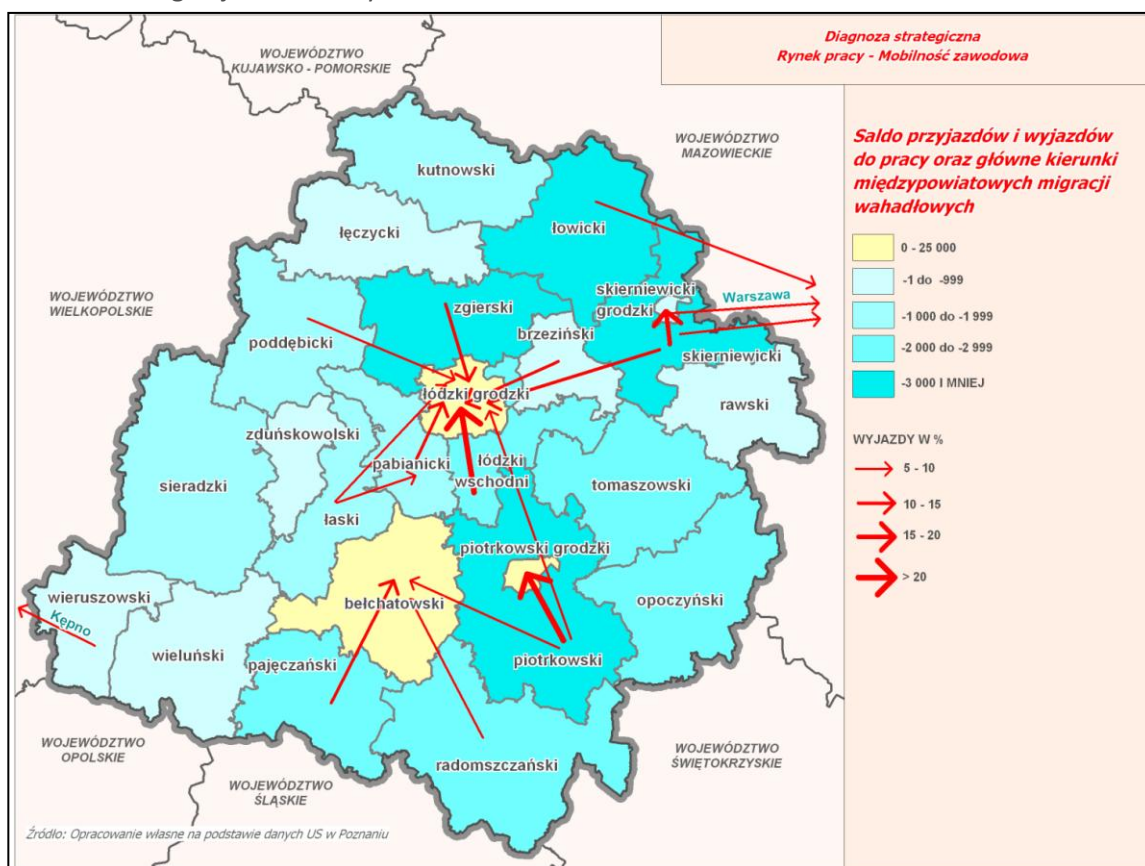 Diagnoza strategiczna
Rynek pracy - Mobilność zawodowa
WOJEWÓDZTWO
KUJAWSKO - POMORSKIE
WOJEWÓDZTWO
MAZOWIECKIE
WOJEWÓDZTWO
WIELKOPOLSKIE
kutnowski
łęczycki
łowicki
zgierski
skierniewicki
grodzki
Warszawa
poddębicki
brzeziński
skierniewicki
łódzki grodzki
rawski
zduńskowolski
pabianicki
łódzki
wschodni
sieradzki
tomaszowski
łaski
piotrkowski grodzki
wieruszowski
Kępno
bełchatowski
opoczyński
wieluński
pajęczański
piotrkowski
radomszczański
WOJEWÓDZTWO
OPOLSKIE
WOJEWÓDZTWO
ŚLĄSKIE
WOJEWÓDZTWO
ŚWIĘTOKRZYSKIE
Źródło: Opracowanie własne na podstawie danych US w Poznaniu
Saldo przyjazdów i wyjazdów
do pracy oraz główne kierunki
międzypowiatowych migracji
wahadłowych
0 - 25 000
-1 do -999
-1 000 do -1 999
-2 000 do -2 999
-3 000 I MNIEJ
WYJAZDY W %
5 - 10
10 - 15
15 - 20
> 20